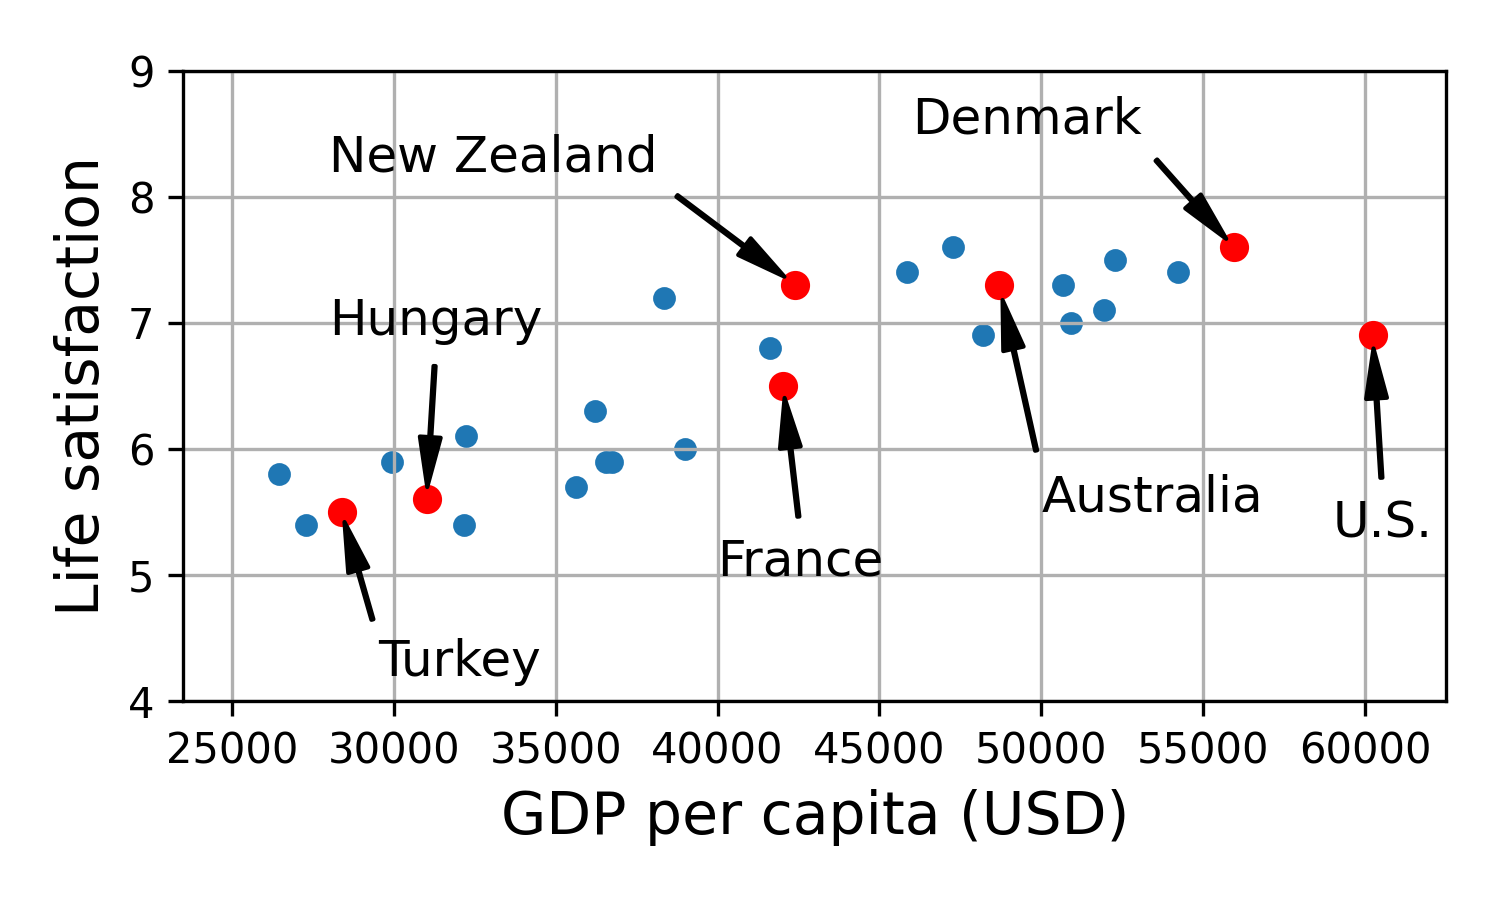 9
Denmark
New Zealand
8
Hungary
7
Life satisfaction
6
Australia
U.S.
France
5
Turkey
4
25000 30000 35000 40000 45000 50000 55000 60000
GDP per capita (USD)